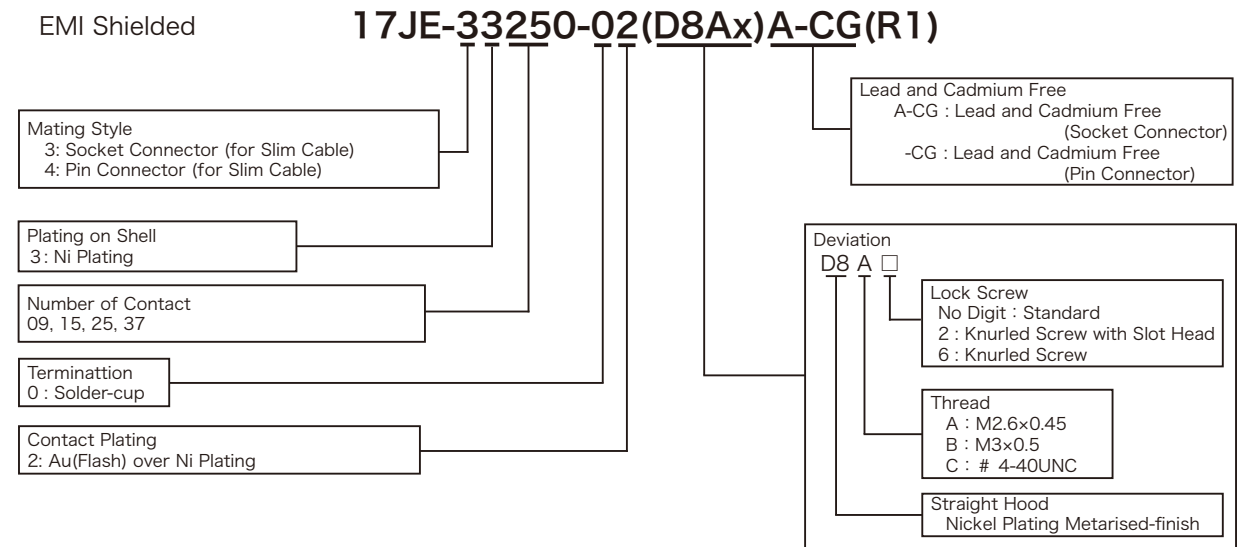 EMI Shielded
17JE-33250-02(D8Ax)A-CG(R1)
Mating Style
3: Socket Connector (for Slim Cable)
4: Pin Connector (for Slim Cable)
Plating on Shell
3: Ni Plating
Number of Contact
09, 15, 25, 37
Terminattion
0 : Solder-cup
Contact Plating
2: Au(Flash) over Ni Plating
Lead and Cadmium Free
A-CG : Lead and Cadmium Free
(Socket Connector)
-CG : Lead and Cadmium Free
(Pin Connector)
Deviation
D8 A □
Lock Screw
No Digit : Standard
2 : Knurled Screw with Slot Head
6 : Knurled Screw
Thread
A : M2.6×0.45
B : M3×0.5
C : # 4-40UNC
Straight Hood
Nickel Plating Metarised-finish